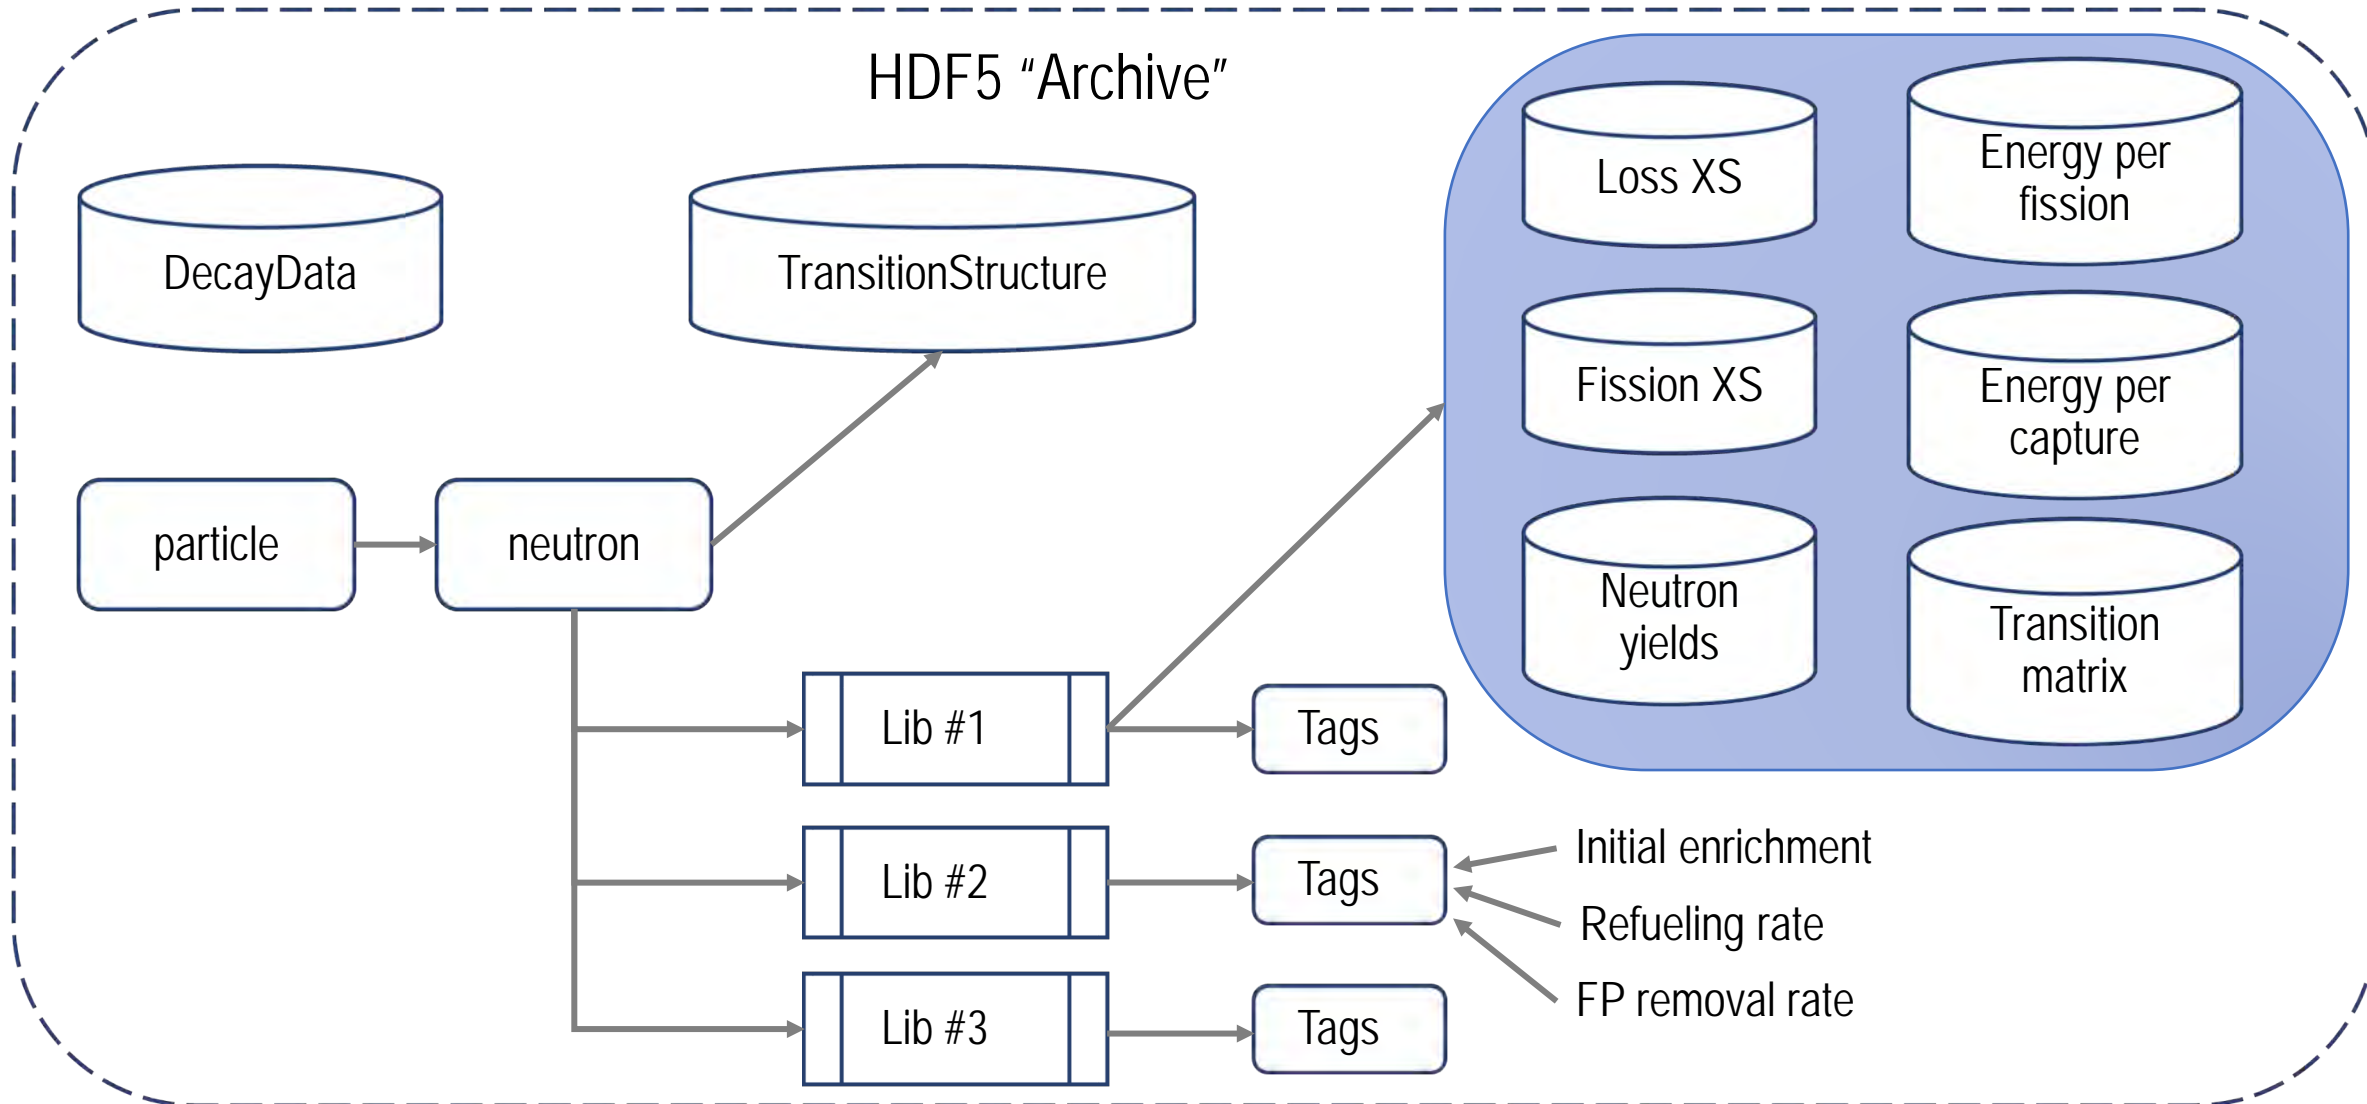 HDF5 “Archive”
DecayData
TransitionStructure
particle
neutron
Lib #1
Tags
Lib #2
Tags
Initial enrichment
Refueling rate
FP removal rate
Lib #3
Tags
Loss XS
Energy per
fission
Fission XS
Energy per
capture
Neutron
yields
Transition
matrix